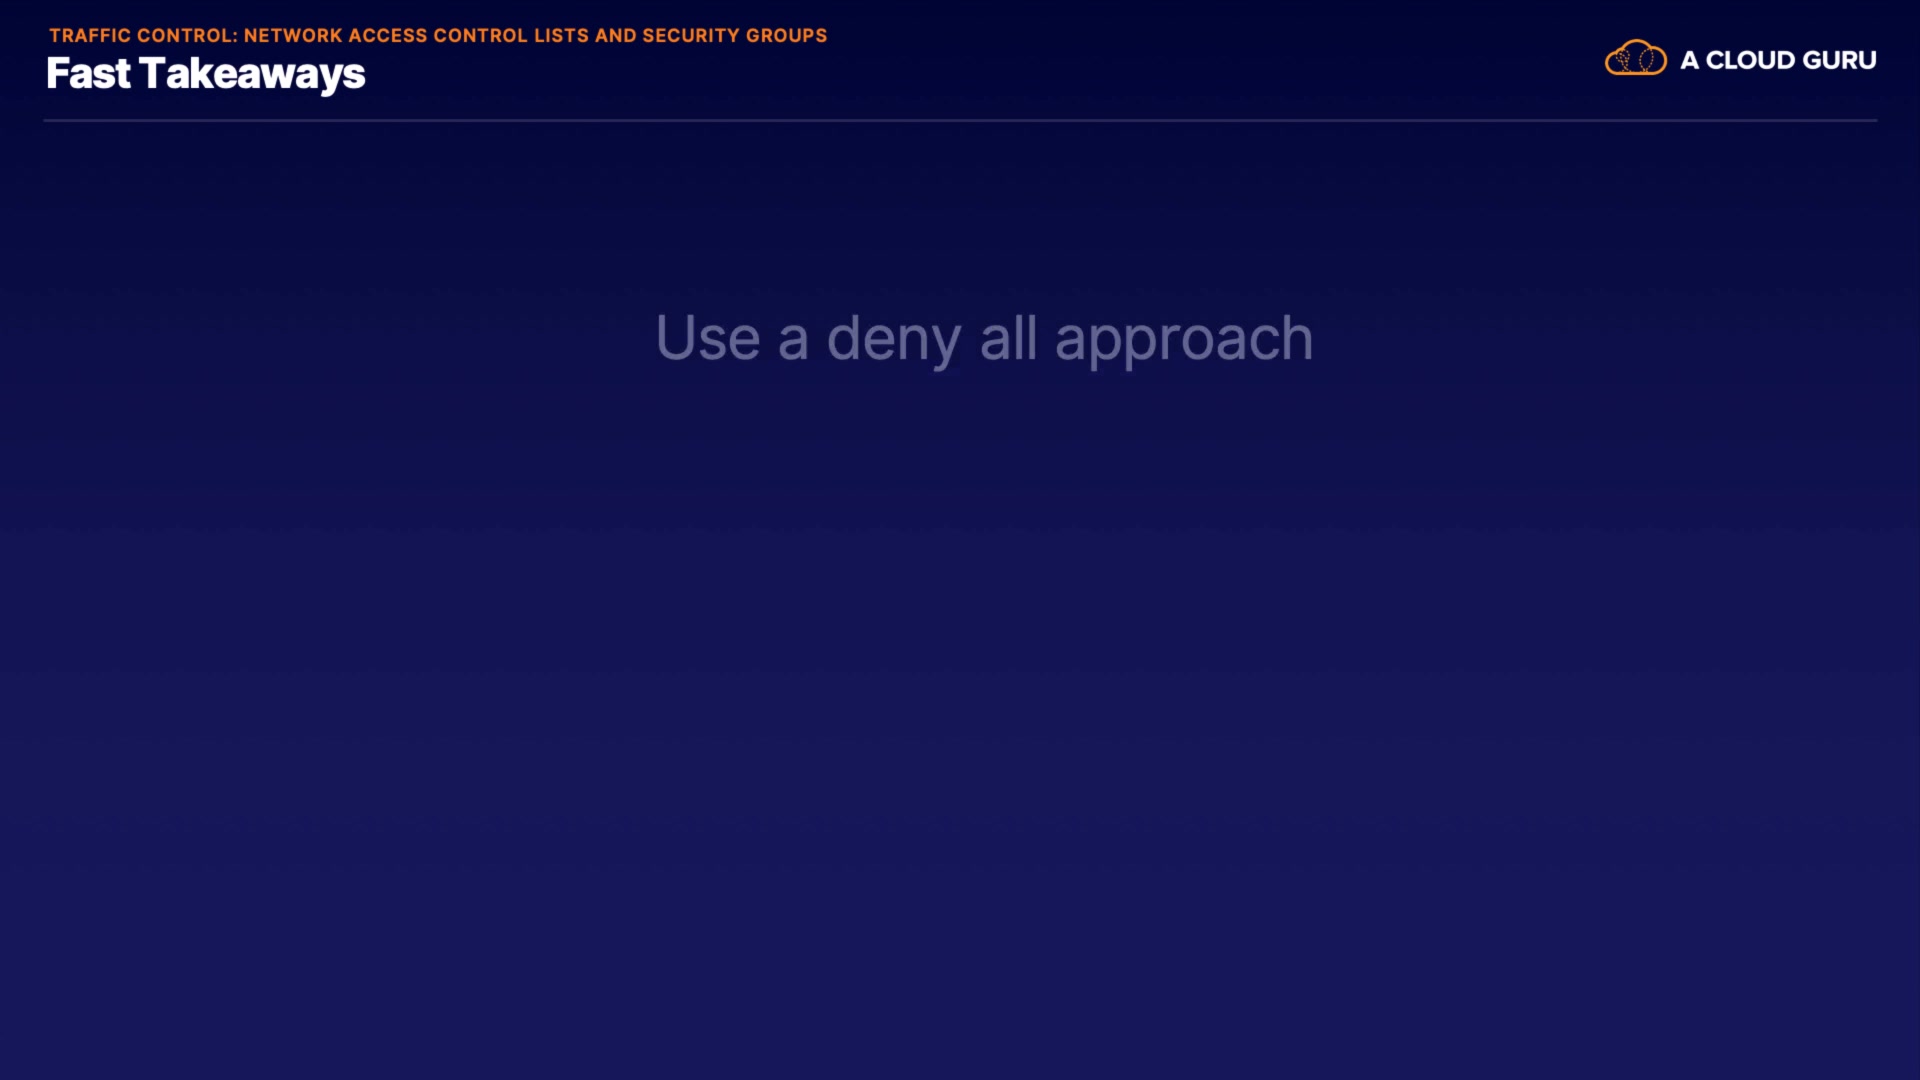 TRAFFIC CONTROL: NETWORK ACCESS CONTROL LISTS AND SECURITY GROUPS
Fast Takeaways
A CLOUD GURU
Use a deny all approach